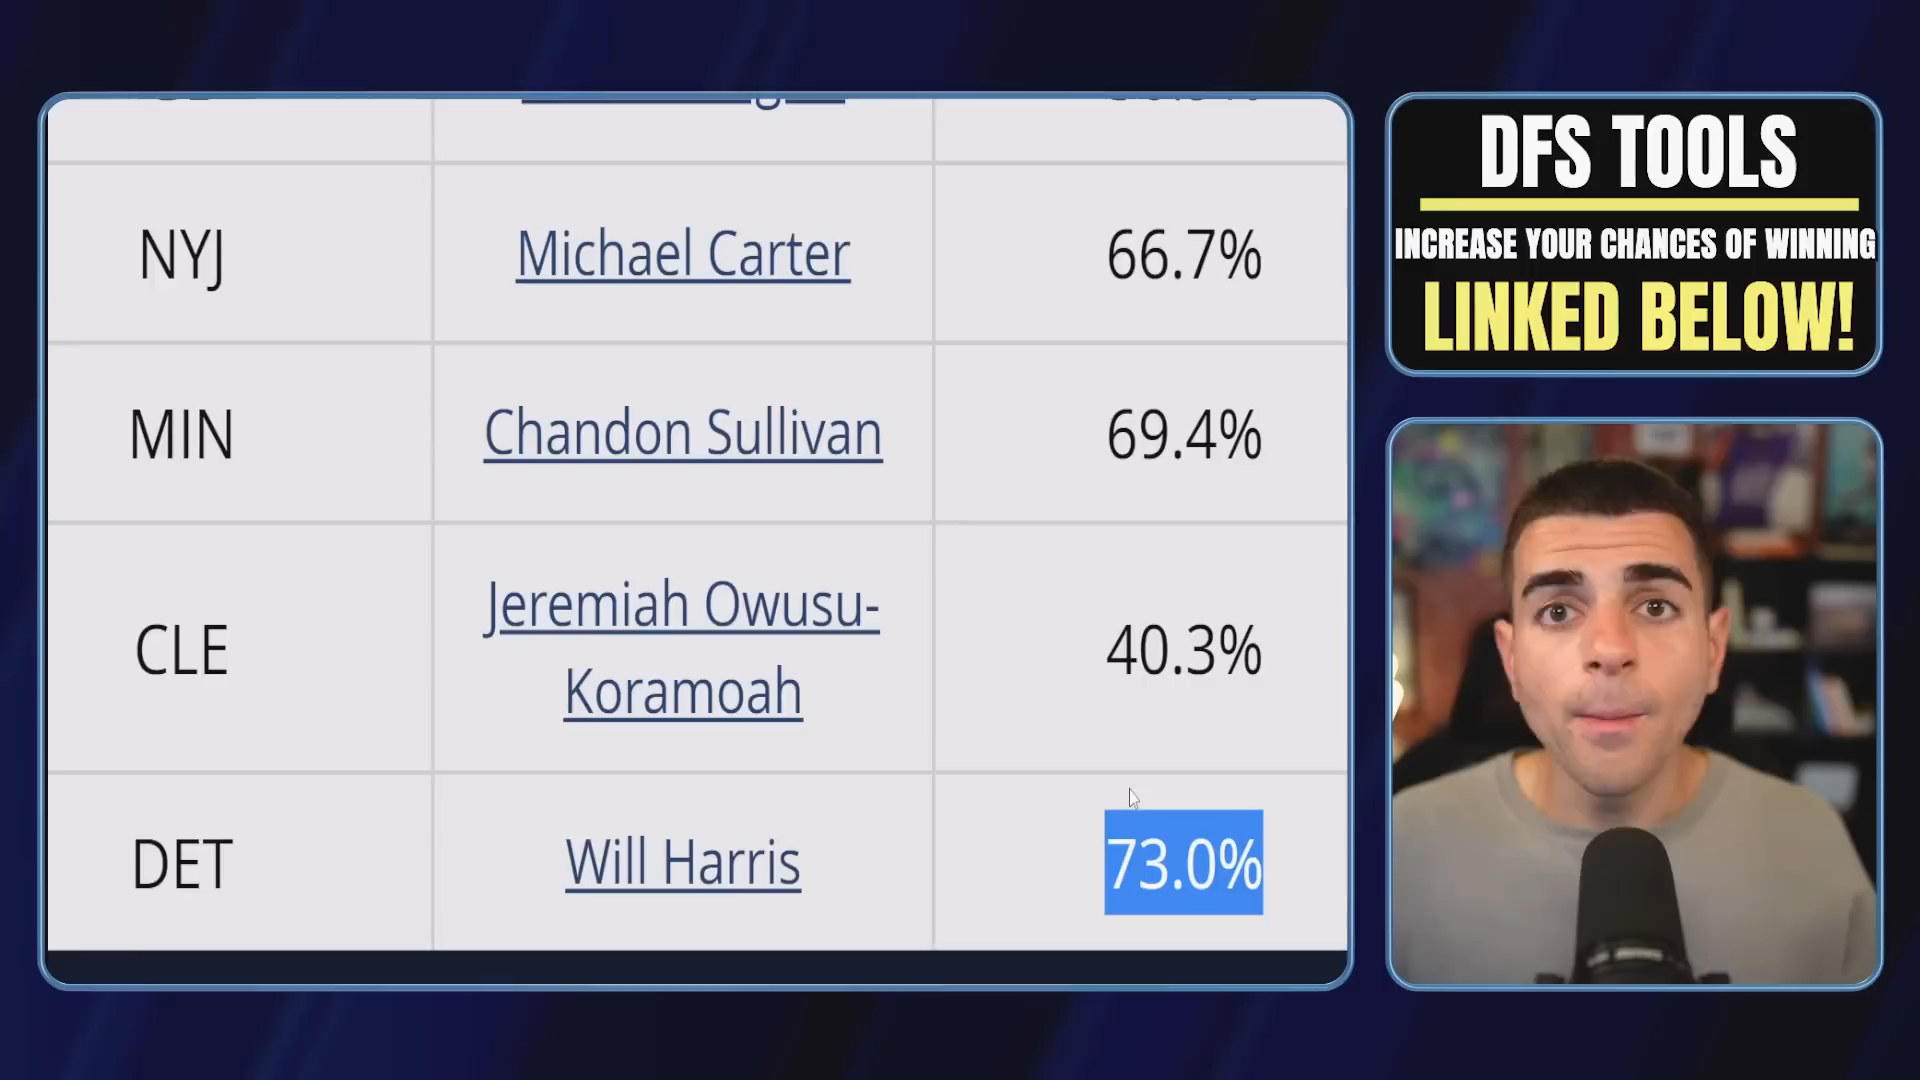 DFS TOOLS
INCREASE YOUR CHANCES OF WINNING
LINKED BELOW!
NYJ Michael Carter 66.7%
MIN Chandon Sullivan 69.4%
CLE Jeremiah Owusu-
Koramoah 40.3%
DET Will Harris 73.0%